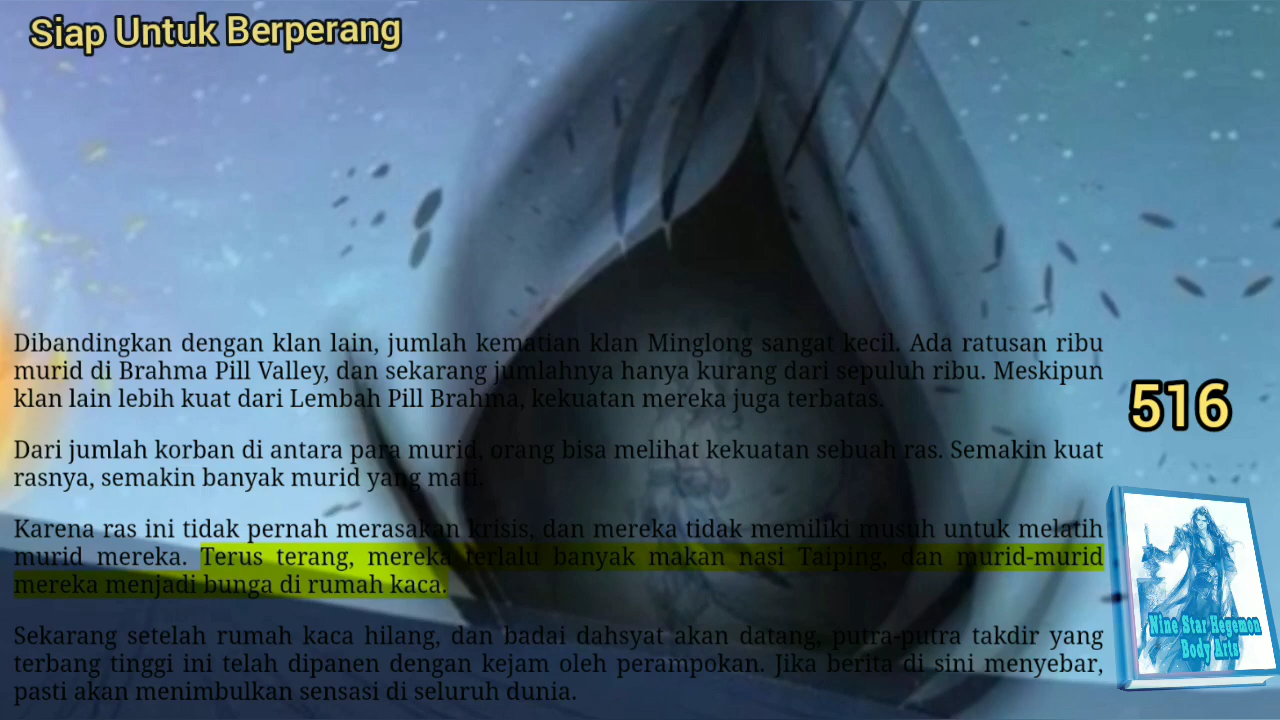 Siap Untuk Berperang
Dibandingkan dengan klan lain, jumlah kematian klan Minglong sangat kecil. Ada ratusan ribu
murid di Brahma Pill Valley, dan sekarang jumlahnya hanya kurang dari sepuluh ribu. Meskipun
klan lain lebih kuat dari Lembah Pill Brahma, kekuatan mereka juga terbatas.
516
Dari jumlah korban di antara para murid, orang bisa melihat kekuatan sebuah ras. Semakin kuat
rasnya, semakin banyak murid yang mati.
Karena ras ini tidak pernah merasakan krisis, dan mereka tidak memiliki musuh untuk melatih
murid mereka. Terus terang, mereka terlalu banyak makan nasi Taiping, dan murid-murid
mereka menjadi bunga di rumah kaca.
Sekarang setelah rumah kaca hilang, dan badai dahsyat akan datang, putra-putra takdir yang
terbang tinggi ini telah dipanen dengan kejam oleh perampokan. Jika berita di sini menyebar,
pasti akan menimbulkan sensasi di seluruh dunia.
Nine Star Hegemon
Body Arts